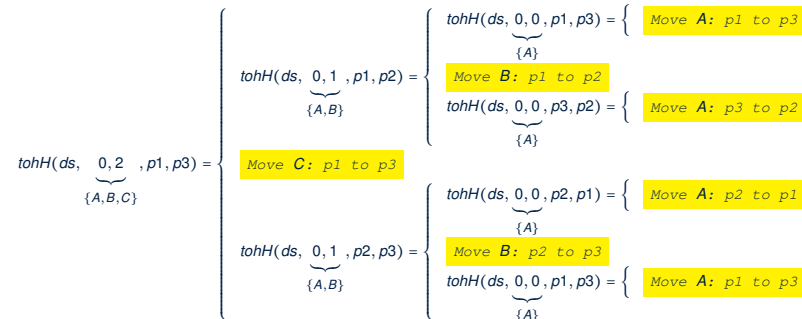 tohH(ds, 0,0, p1, p3) = { Move A: p1 to p3
{A}
tohH(ds, 0,1 , p1, p2) = { Move B: p1 to p2
{A,B}
tohH(ds, 0,0, p3, p2) = { Move A: p3 to p2
{A}
tohH(ds, 0,2 , p1, p3) = { Move C: p1 to p3
{A,B,C}
tohH(ds, 0,0, p2, p1) = { Move A: p2 to p1
{A}
tohH(ds, 0,1 , p2, p3) = { Move B: p2 to p3
{A,B}
tohH(ds, 0,0, p1, p3) = { Move A: p1 to p3
{A}